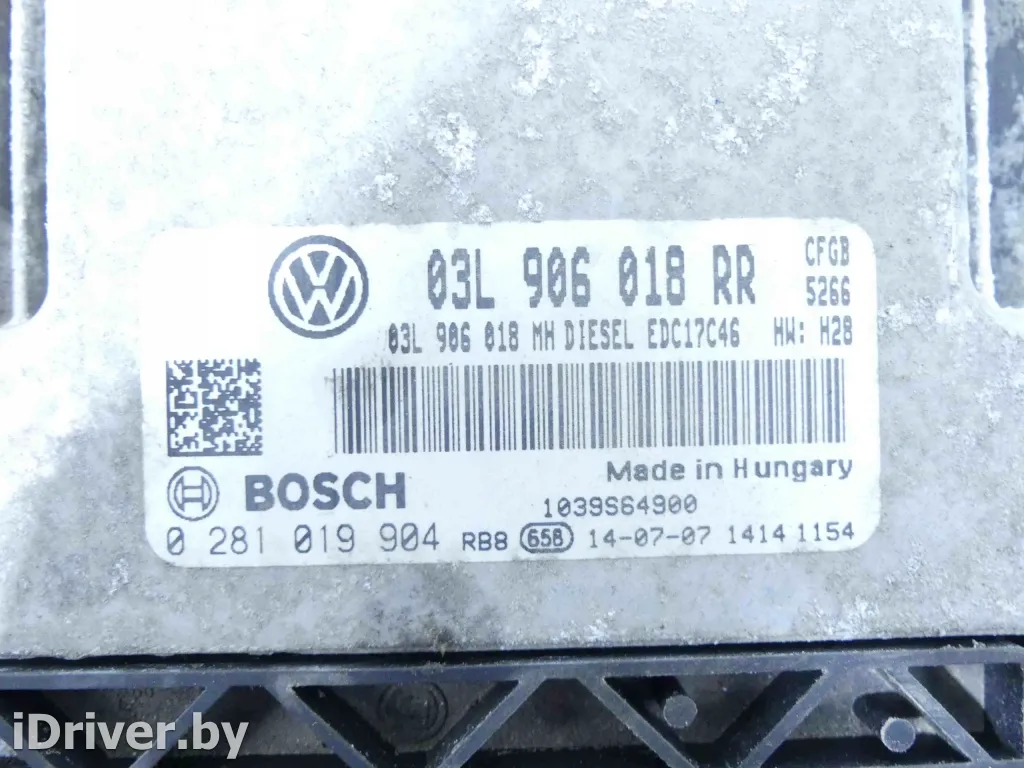 03L 906 018 RR CFGB
5266
03L 906 018 MH DIESEL EDC17C46 HW: H28
Made in Hungary
BOSCH
1039S64900
0 281 019 904 RB8 658 14-07-07 1414 1154
iDriver.by